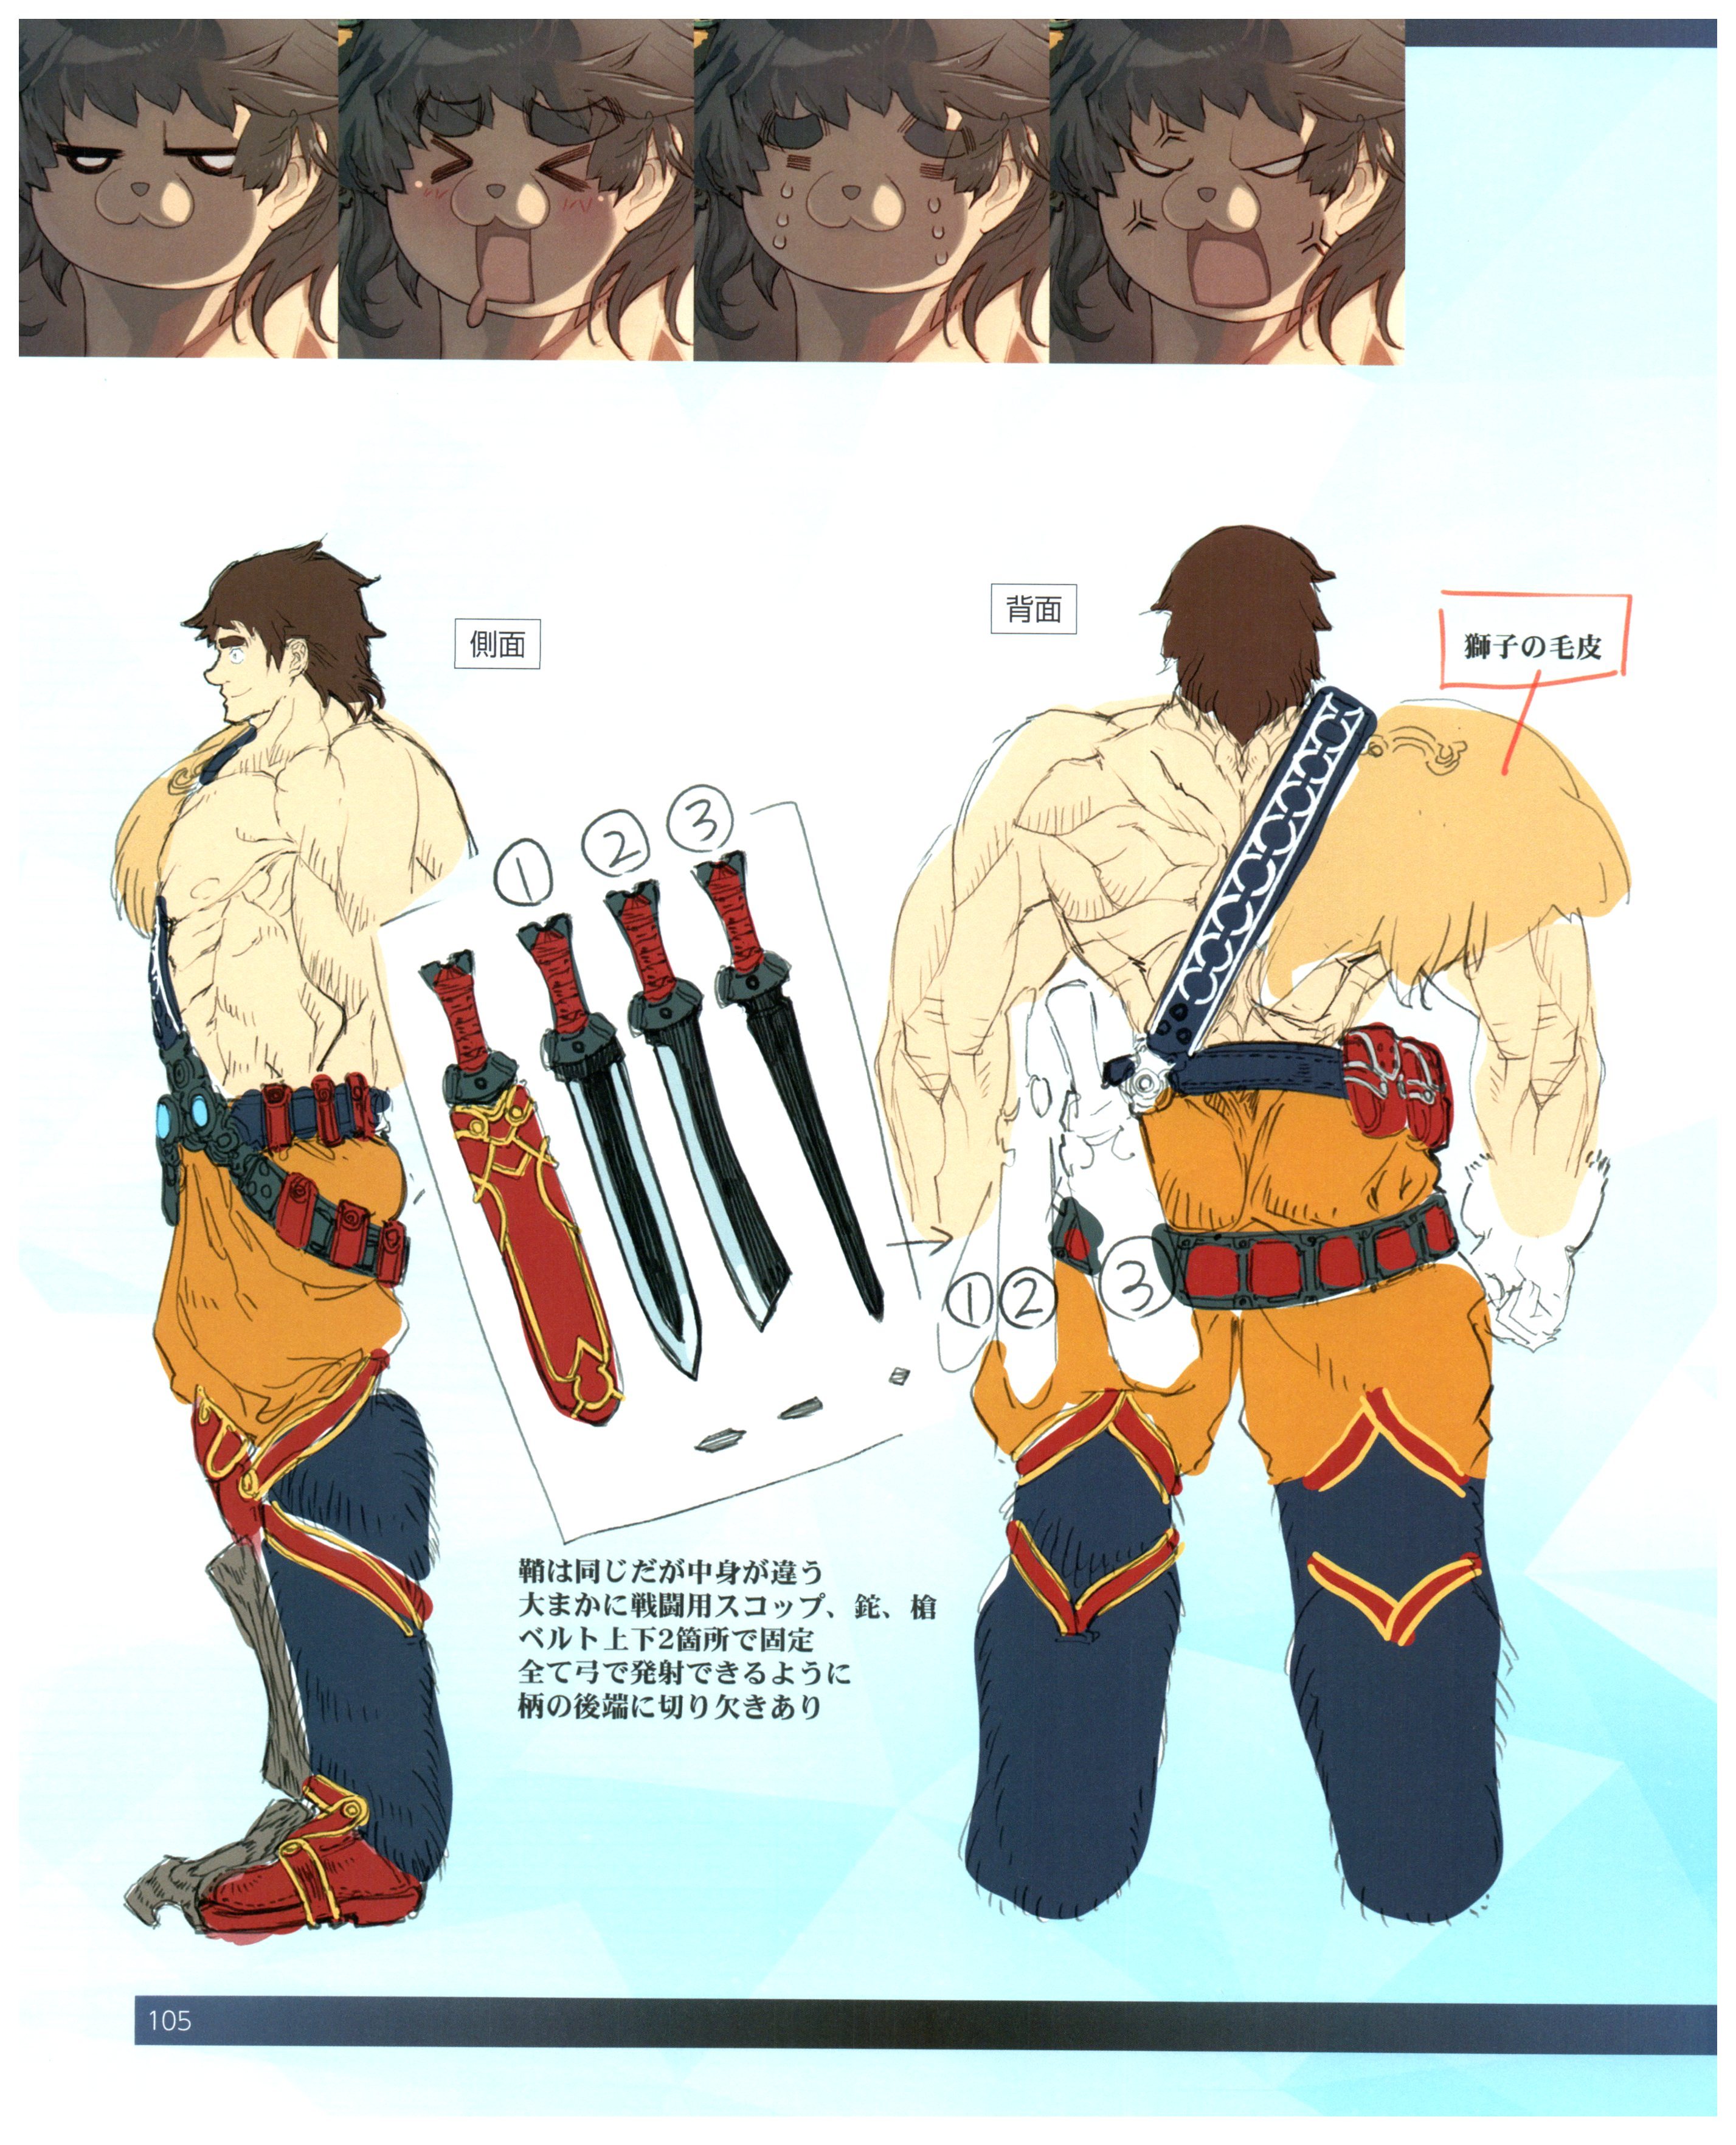 側面
背面
獅子の毛皮
①
②
③
①
②
③
鞘は同じだが中身が違う
大まかに戦闘用スコップ、鉈、槍
ベルト上下2箇所で固定
全て弓で発射できるように
柄の後端に切り欠きあり
105